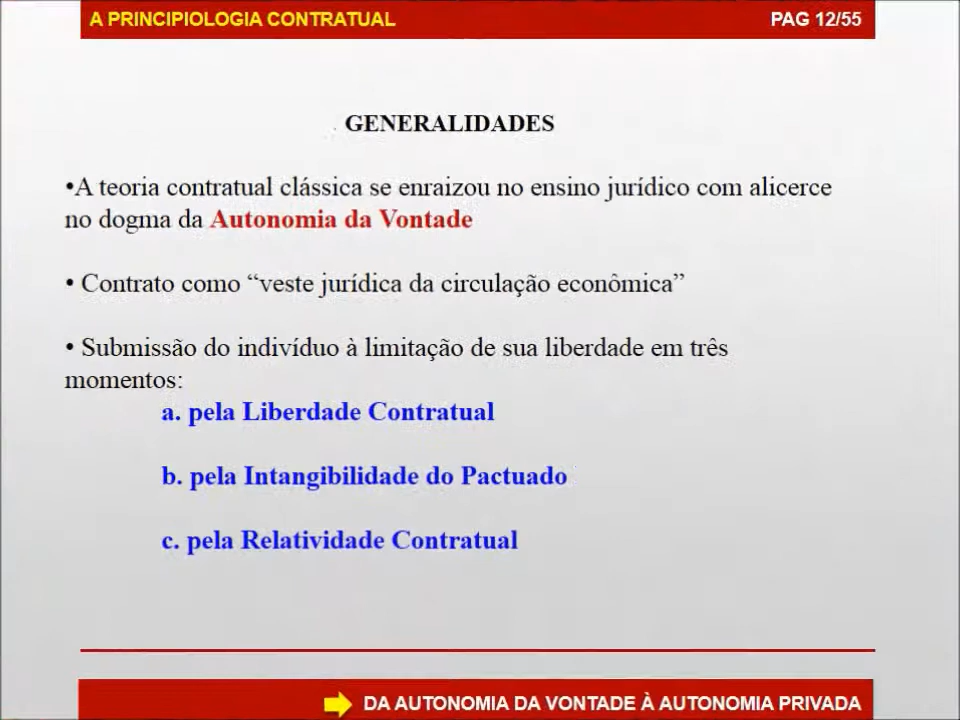 A PRINCIPIOLOGIA CONTRATUAL
PAG 12/55
GENERALIDADES
•A teoria contratual clássica se enraizou no ensino jurídico com alicerce
no dogma da Autonomia da Vontade
• Contrato como “veste jurídica da circulação econômica”
• Submissão do indivíduo à limitação de sua liberdade em três
momentos:
a. pela Liberdade Contratual
b. pela Intangibilidade do Pactuado
c. pela Relatividade Contratual
DA AUTONOMIA DA VONTADE À AUTONOMIA PRIVADA